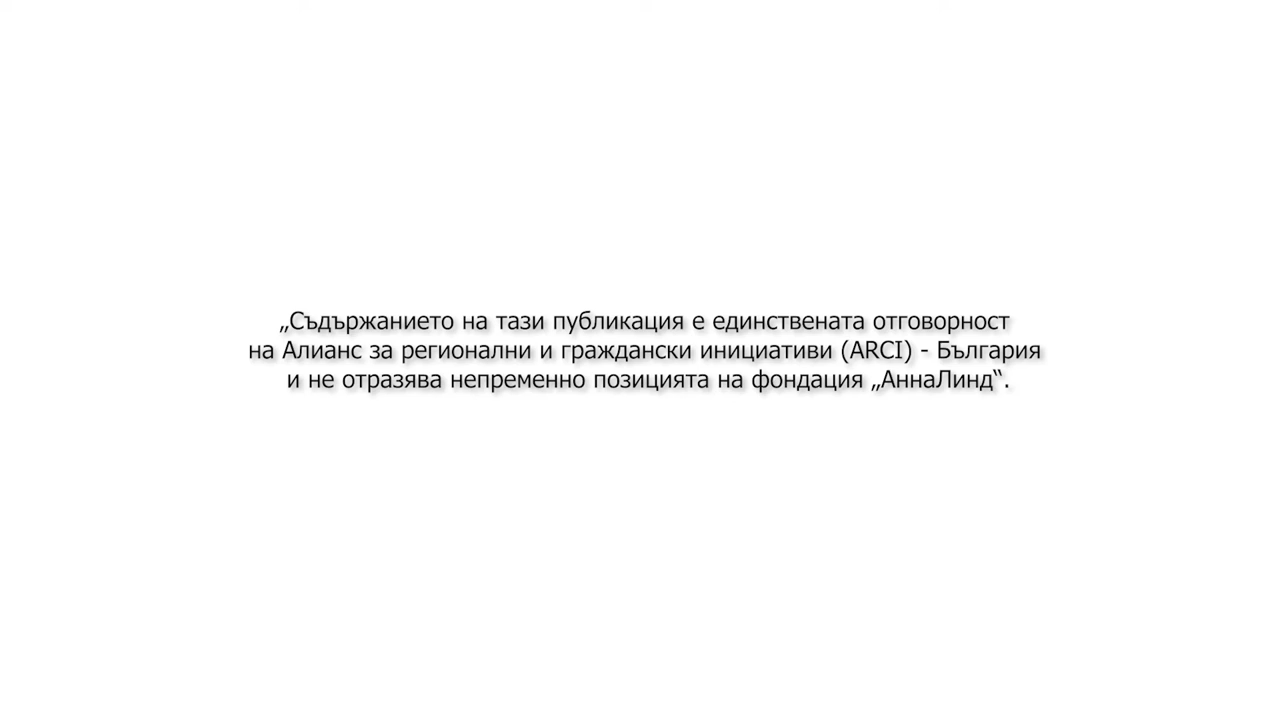 „Съдържанието на тази публикация е единствената отговорност
на Алианс за регионални и граждански инициативи (ARCI) - България
и не отразява непременно позицията на фондация „АннаЛинд“.